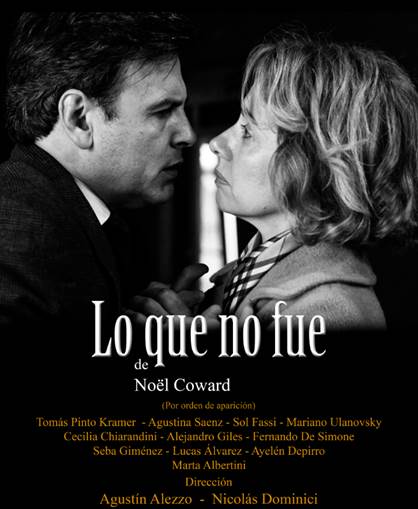 Lo que no fue
de
Noël Coward
(Por orden de aparición)
Tomás Pinto Kramer - Agustina Saenz - Sol Fassi - Mariano Ulanovsky
Cecilia Chiarandini - Alejandro Giles - Fernando De Simone
Seba Giménez - Lucas Álvarez - Ayelén Depirro
Marta Albertini
Dirección
Agustín Alezzo - Nicolás Dominici